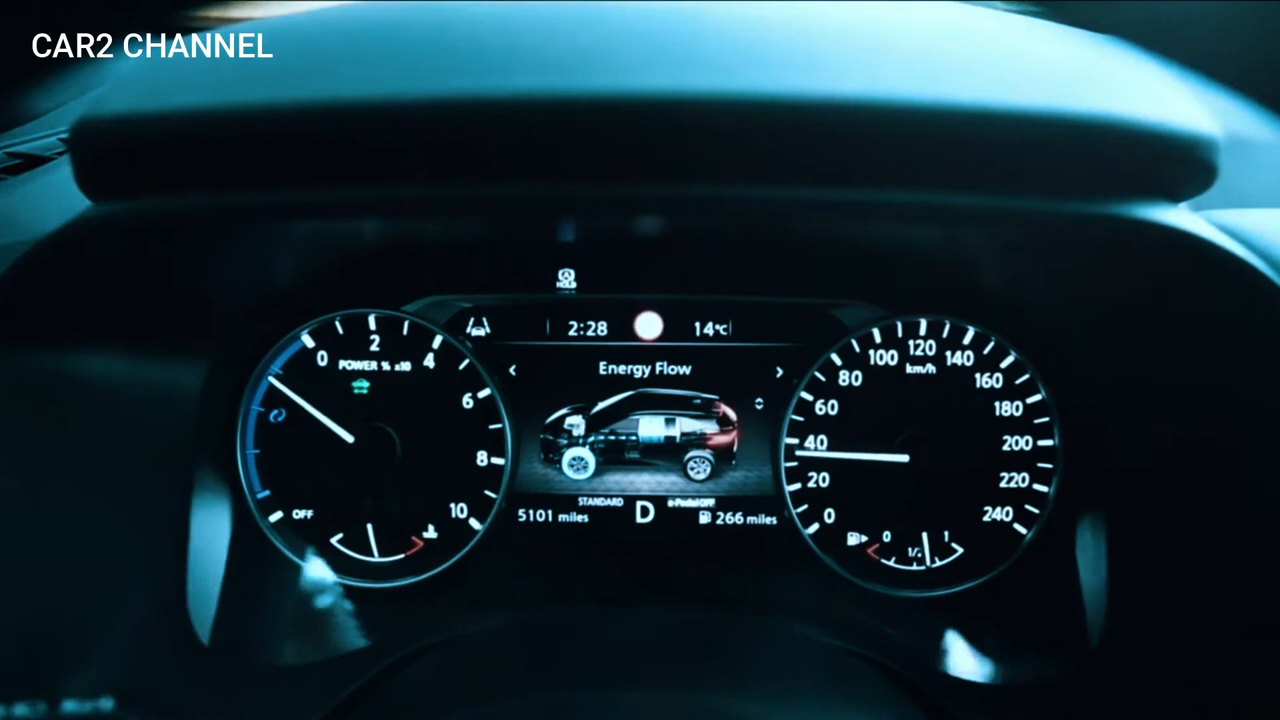 CAR2 CHANNEL
HOLD
2:28 14°C
< Energy Flow >
0 2 4 6 8 10
POWER % x10
OFF
STANDARD e-Pedal OFF
5101 miles D 266 miles
0 20 40 60 80 100 120 140 160 180 200 220 240
km/h
0 1/2 1